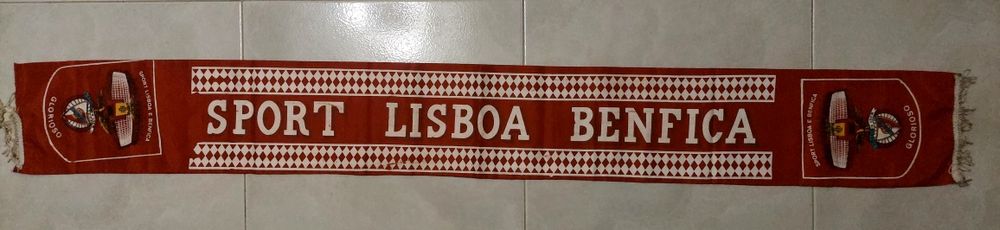 GLORIOSO
SPORT LISBOA E BENFICA
SPORT LISBOA BENFICA
SPORT LISBOA E BENFICA
GLORIOSO